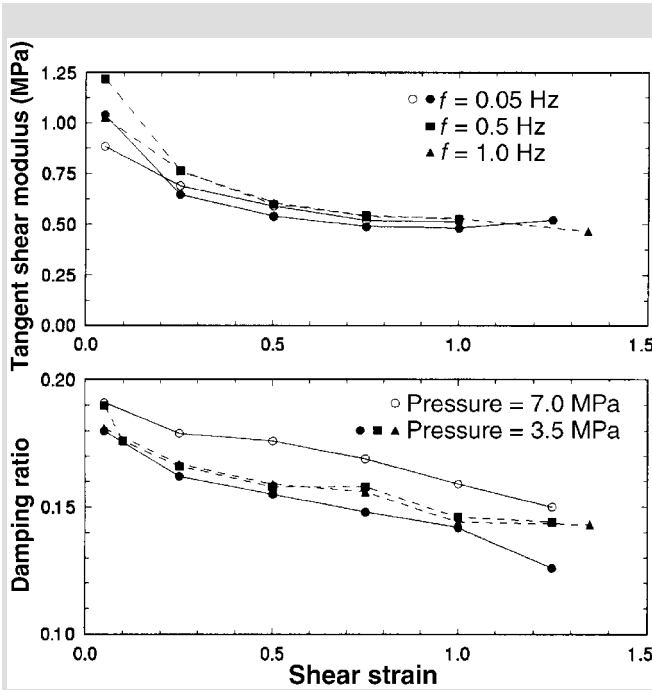 Tangent shear modulus (MPa)
1.25
1.00
0.75
0.50
0.25
0.00
f = 0.05 Hz
f = 0.5 Hz
f = 1.0 Hz
0.0
0.5
1.0
1.5
Damping ratio
0.20
0.15
0.10
Pressure = 7.0 MPa
Pressure = 3.5 MPa
0.0
0.5
1.0
1.5
Shear strain